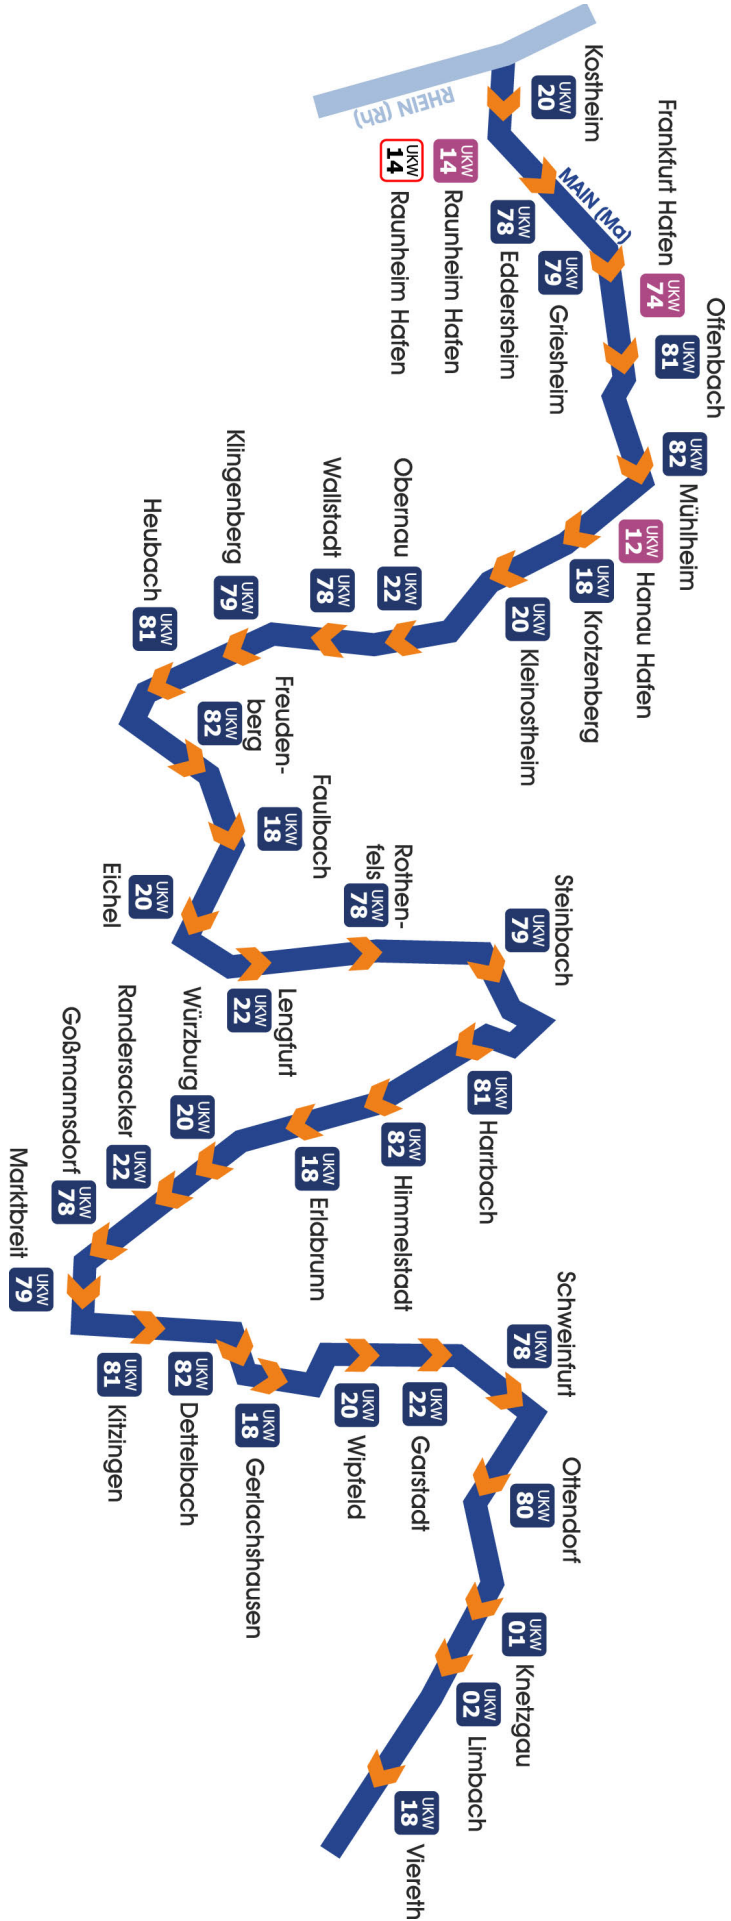 RHEIN (Rh)
MAIN (Ma)
Kostheim
UKW
20
Raunheim Hafen
UKW
14
Raunheim Hafen
UKW
14
Eddersheim
UKW
78
Griesheim
UKW
79
Frankfurt Hafen
UKW
74
Offenbach
UKW
81
Mühlheim
UKW
82
Hanau Hafen
UKW
12
Krotzenberg
UKW
18
Kleinostheim
UKW
20
Obernau
UKW
22
Wallstadt
UKW
78
Klingenberg
UKW
79
Heubach
UKW
81
Freuden-
berg
UKW
82
Faulbach
UKW
18
Eichel
UKW
20
Lengfurt
UKW
22
Rothen-
fels
UKW
78
Steinbach
UKW
79
Harrbach
UKW
81
Himmelstadt
UKW
82
Erlabrunn
UKW
18
Würzburg
UKW
20
Randersacker
UKW
22
Goßmannsdorf
UKW
78
Marktbreit
UKW
79
Kitzingen
UKW
81
Dettelbach
UKW
82
Gerlachshausen
UKW
18
Wipfeld
UKW
20
Garstadt
UKW
22
Schweinfurt
UKW
78
Ottendorf
UKW
80
Knetzgau
UKW
01
Limbach
UKW
02
Viereth
UKW
18